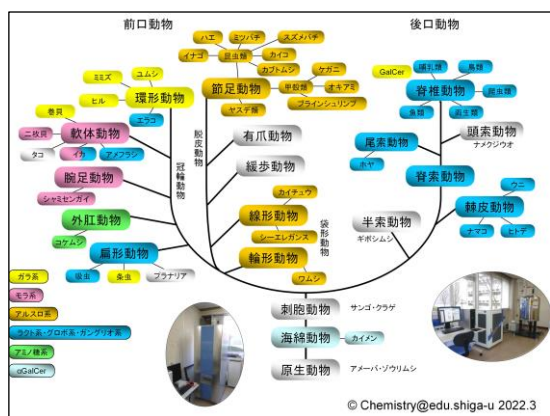 前口動物
後口動物
ハエ
ミツバチ
スズメバチ
イナゴ
昆虫類
カイコ
カブトムシ
ケガニ
節足動物
甲殻類
オキアミ
ヤスデ類
ブラインシュリンプ
ミミズ
ユムシ
ヒル
環形動物
エラコ
巻貝
二枚貝
軟体動物
タコ
イカ
アメフラシ
腕足動物
シャミセンガイ
外肛動物
コケムシ
扁形動物
吸虫
条虫
プラナリア
冠輪動物
脱皮動物
有爪動物
緩歩動物
カイチュウ
線形動物
シーエレガンス
袋形動物
輪形動物
ワムシ
GalCer
哺乳類
鳥類
脊椎動物
爬虫類
魚類
両生類
頭索動物
ナメクジウオ
尾索動物
ホヤ
脊索動物
ウニ
棘皮動物
ナマコ
ヒトデ
半索動物
ギボシムシ
刺胞動物
サンゴ・クラゲ
海綿動物
カイメン
原生動物
アメーバ・ゾウリムシ
ガラ系
モラ系
アルスロ系
ラクト系・グロボ系・ガングリオ系
アミノ糖系
αGalCer
© Chemistry@edu.shiga-u 2022.3